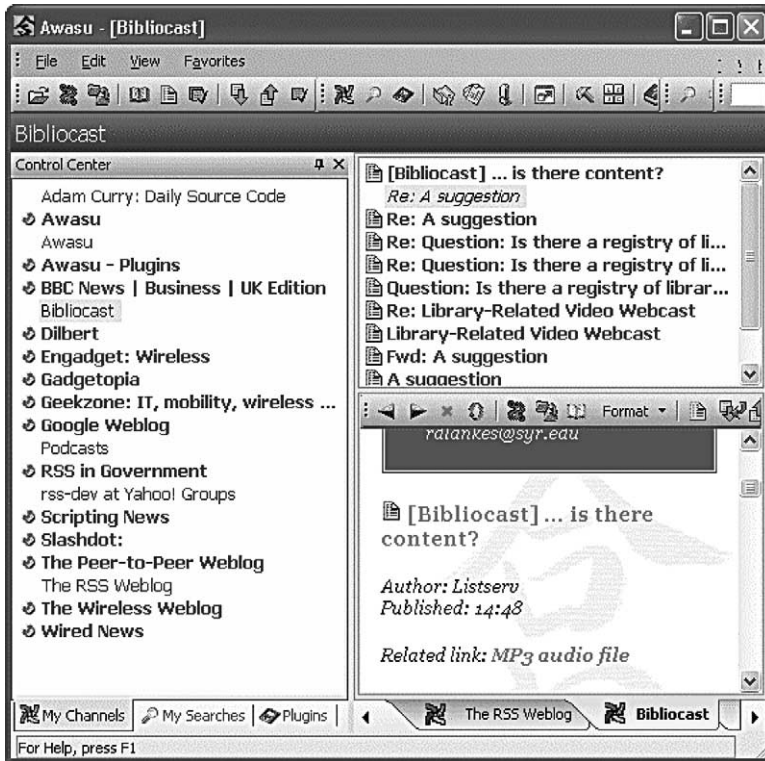 Awasu - [Bibliocast]
File Edit View Favorites
Bibliocast
Control Center
Adam Curry: Daily Source Code
Awasu
Awasu
Awasu - Plugins
BBC News | Business | UK Edition
Bibliocast
Dilbert
Engadget: Wireless
Gadgetopia
Geekzone: IT, mobility, wireless ...
Google Weblog
Podcasts
RSS in Government
rss-dev at Yahoo! Groups
Scripting News
Slashdot:
The Peer-to-Peer Weblog
The RSS Weblog
The Wireless Weblog
Wired News
My Channels My Searches Plugins
[Bibliocast] ... is there content?
Re: A suggestion
Re: A suggestion
Re: Question: Is there a registry of li...
Re: Question: Is there a registry of li...
Question: Is there a registry of librar...
Re: Library-Related Video Webcast
Library-Related Video Webcast
Fwd: A suggestion
A suggestion
Format
rdlankes@syr.edu
[Bibliocast] ... is there
content?
Author: Listserv
Published: 14:48
Related link: MP3 audio file
The RSS Weblog Bibliocast
For Help, press F1